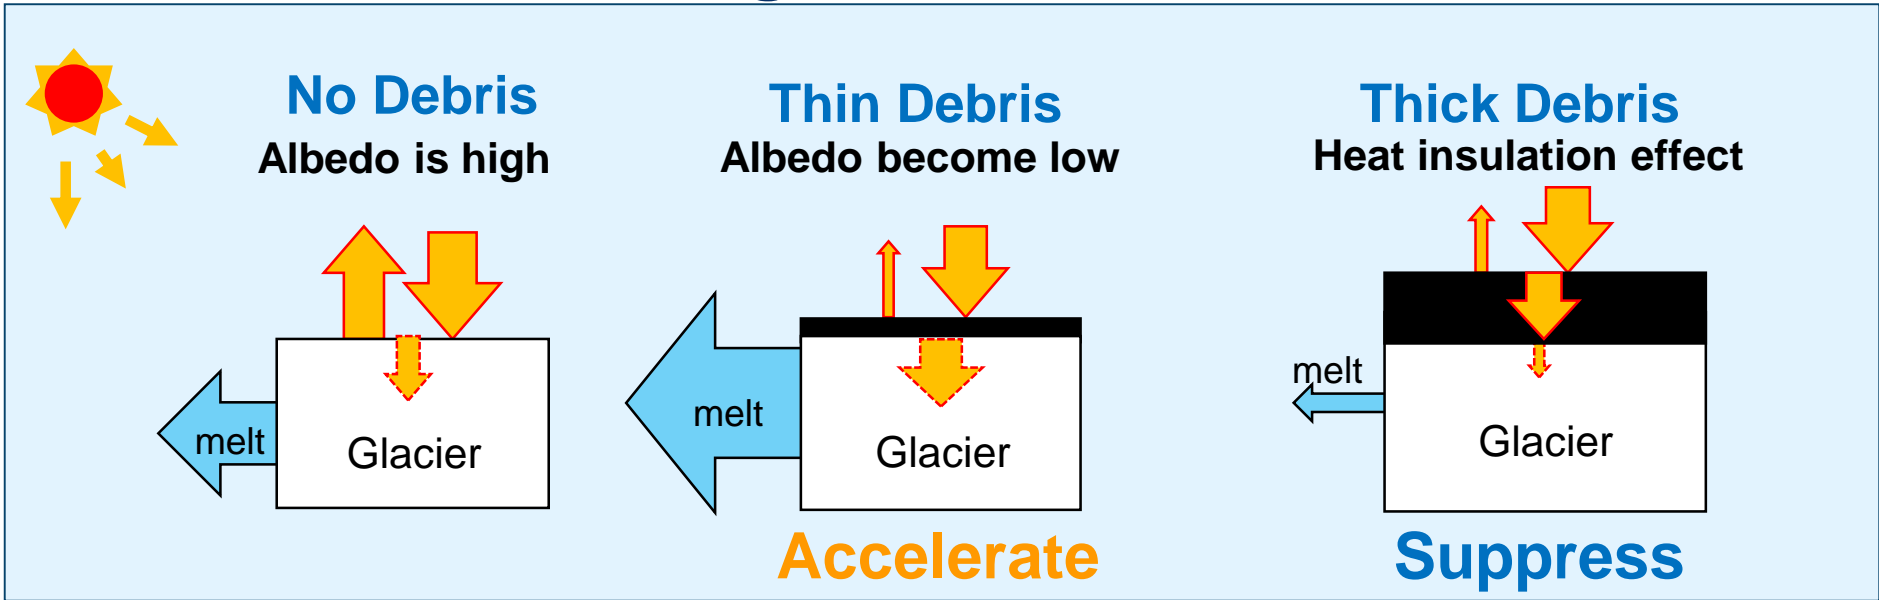 No Debris
Albedo is high
melt
Glacier
Thin Debris
Albedo become low
melt
Glacier
Accelerate
Thick Debris
Heat insulation effect
melt
Glacier
Suppress